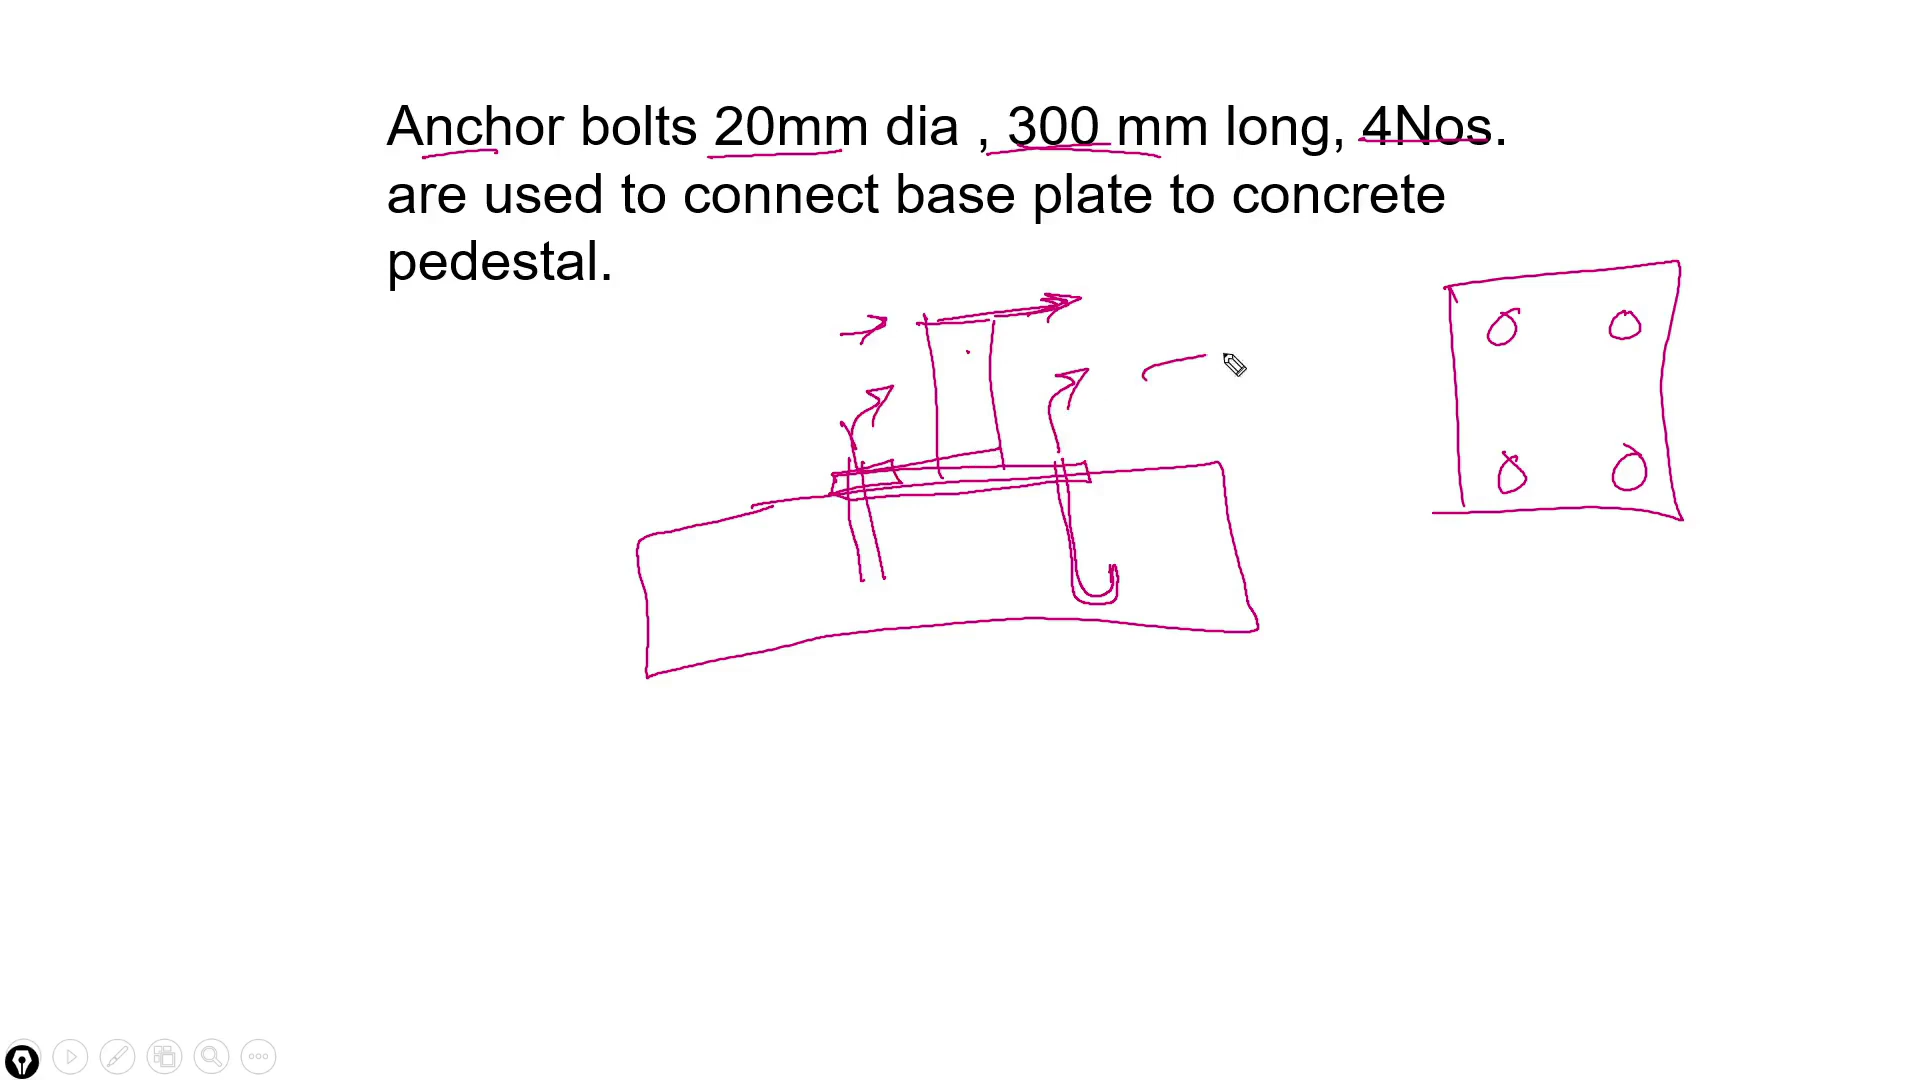 Anchor bolts 20mm dia , 300 mm long, 4Nos.
are used to connect base plate to concrete
pedestal.